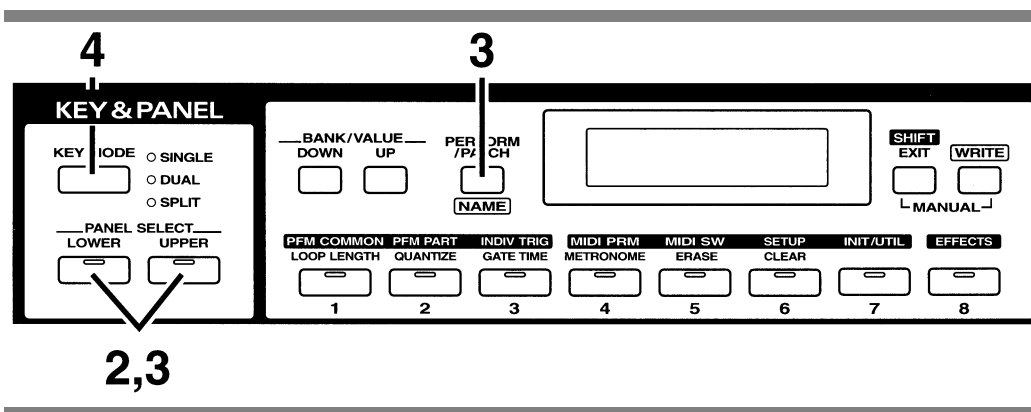 4
3
KEY & PANEL
KEY MODE
SINGLE
DUAL
SPLIT
PANEL SELECT
LOWER UPPER
2,3
BANK/VALUE
DOWN UP
PERFORM
/PATCH
NAME
SHIFT
EXIT
WRITE
MANUAL
PFM COMMON PFM PART INDIV TRIG MIDI PRM MIDI SW SETUP INIT/UTIL EFFECTS
LOOP LENGTH QUANTIZE GATE TIME METRONOME ERASE CLEAR
1 2 3 4 5 6 7 8